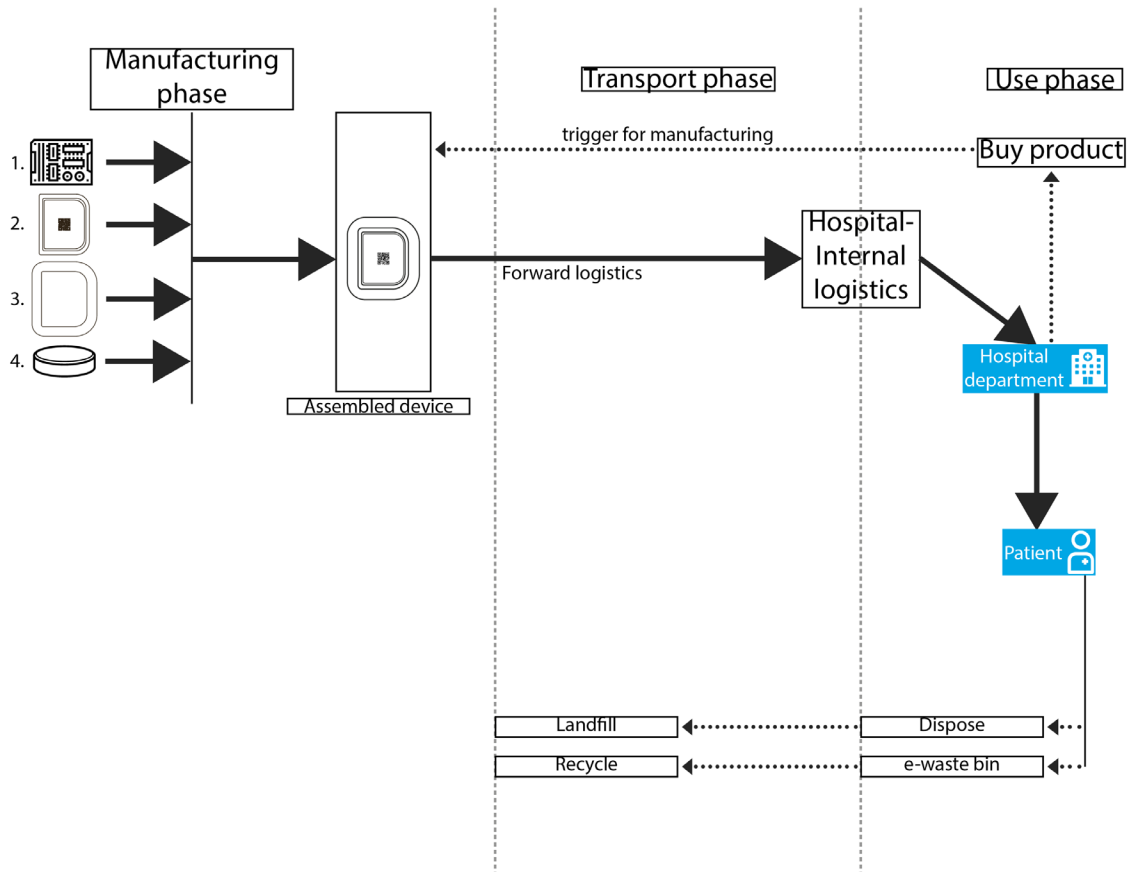 Manufacturing
phase
Transport phase
Use phase
trigger for manufacturing
Buy product
1.
2.
3.
4.
Hospital-
Internal
logistics
Forward logistics
Hospital
department
Assembled device
Patient
Landfill
Dispose
Recycle
e-waste bin